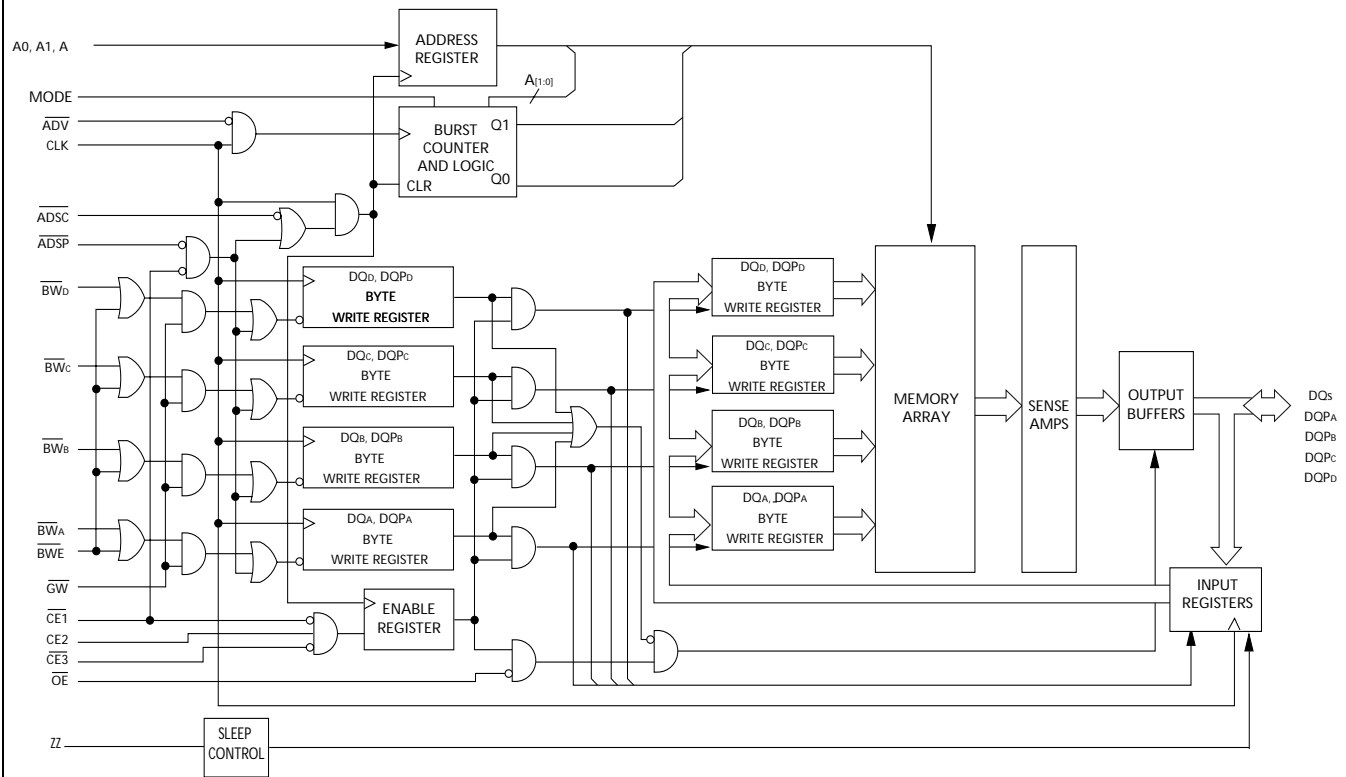 A0, A1, A
ADDRESS
REGISTER
MODE
A[1:0]
ADV
CLK
BURST
COUNTER
AND LOGIC
CLR
Q1
Q0
ADSC
ADSP
BWD
DQD, DQPD
BYTE
WRITE REGISTER
DQD, DQPD
BYTE
WRITE REGISTER
BWC
DQC, DQPC
BYTE
WRITE REGISTER
DQC, DQPC
BYTE
WRITE REGISTER
BWB
DQB, DQPB
BYTE
WRITE REGISTER
DQB, DQPB
BYTE
WRITE REGISTER
BWA
BWE
DQA, DQPA
BYTE
WRITE REGISTER
DQA, DQPA
BYTE
WRITE REGISTER
MEMORY
ARRAY
SENSE
AMPS
OUTPUT
BUFFERS
DQs
DQPA
DQPB
DQPC
DQPD
GW
CE1
CE2
CE3
OE
ENABLE
REGISTER
INPUT
REGISTERS
ZZ
SLEEP
CONTROL